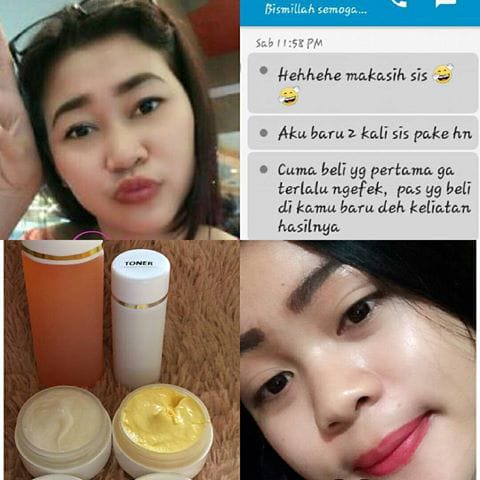 Bismillah semoga...
Sab 11:58 PM
Hehhehe makasih sis 😂
😂
Aku baru 2 kali sis pake hn
Cuma beli yg pertama ga
terlalu ngefek, pas yg beli
di kamu baru deh keliatan
hasilnya
TONER